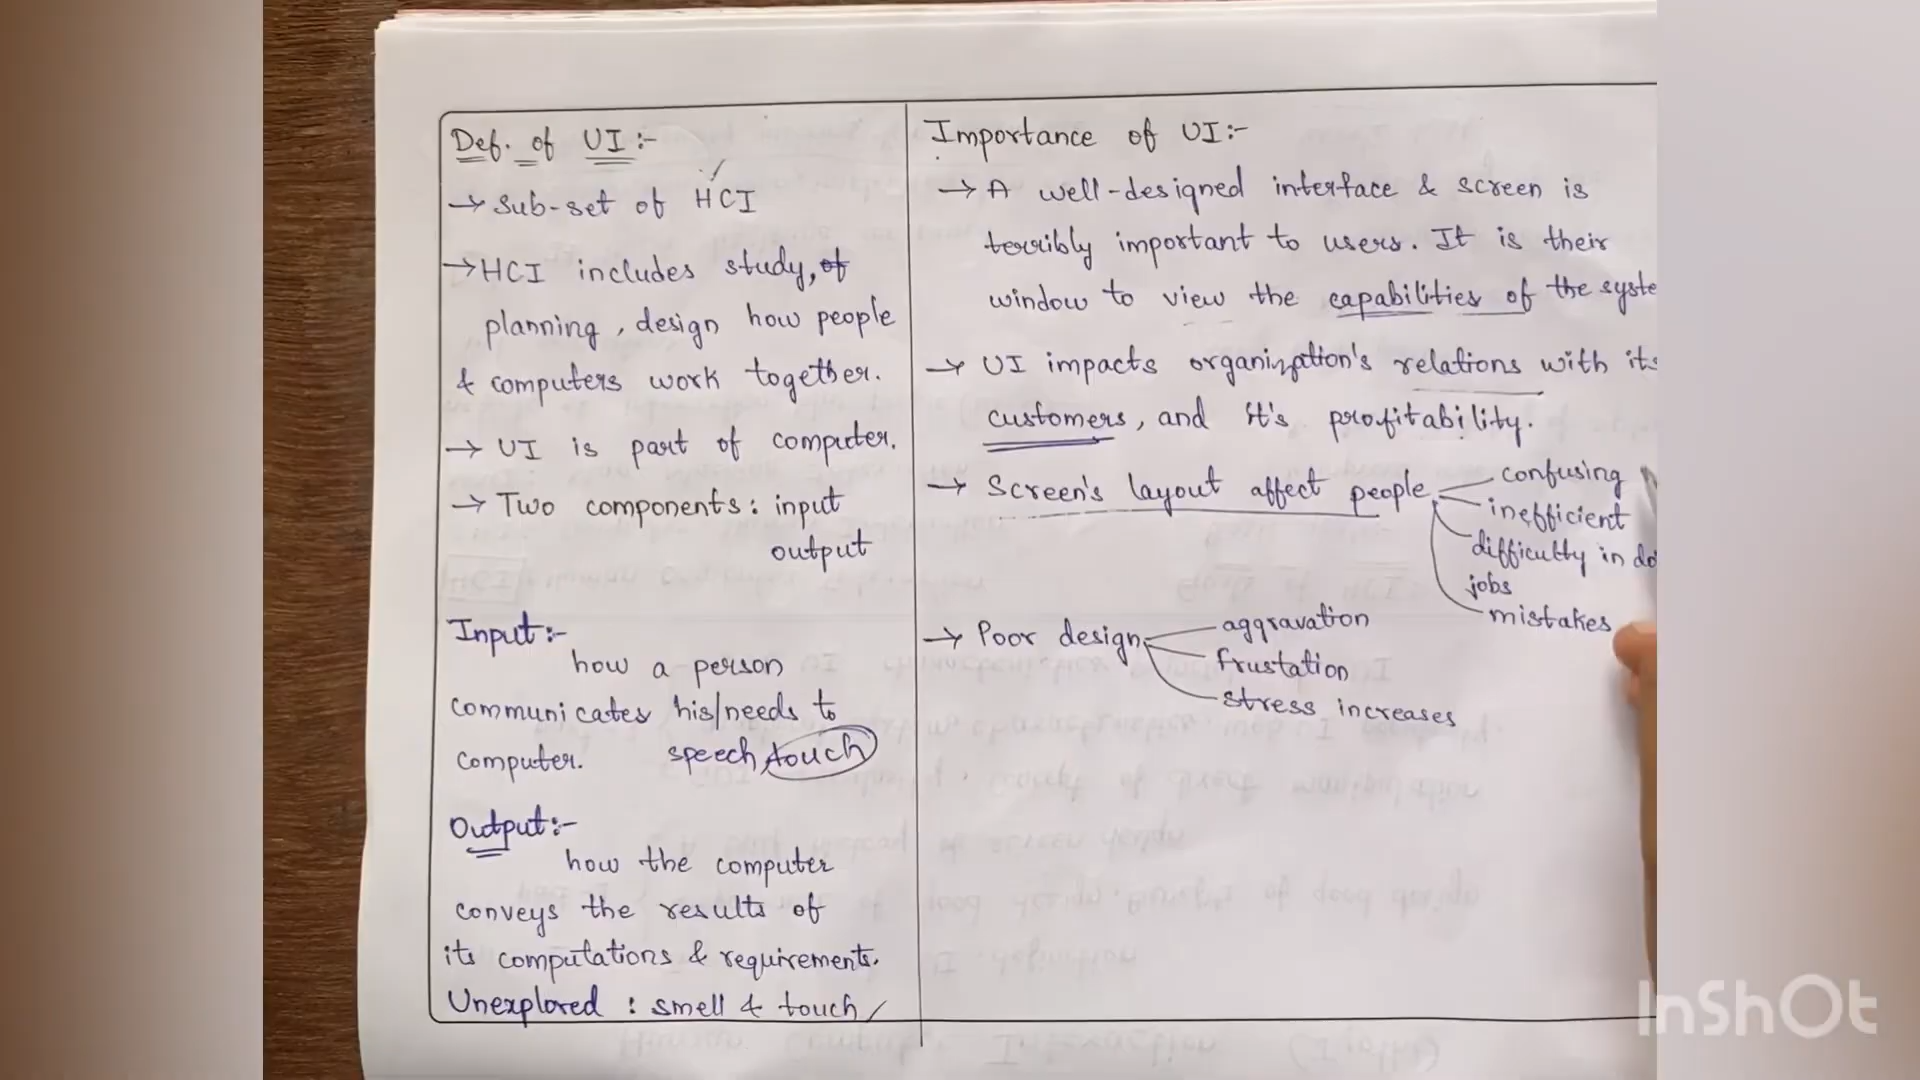 Def. of UI:-
→ Sub-set of HCI
→ HCI includes study, of
planning, design how people
& computers work together.
→ UI is part of computer.
→ Two components: input
output
Input:-
how a person
communicates his/needs to
computer. speech, touch
Output:-
how the computer
conveys the results of
its computations & requirements.
Unexplored : smell & touch
Importance of UI:-
→ A well-designed interface & screen is
terribly important to users. It is their
window to view the capabilities of the syste
→ UI impacts organization's relations with its
customers, and it's profitability.
→ Screen's layout affect people
confusing
inefficient
difficulty in do
jobs
mistakes
→ Poor design
aggravation
frustation
stress increases
InShOt